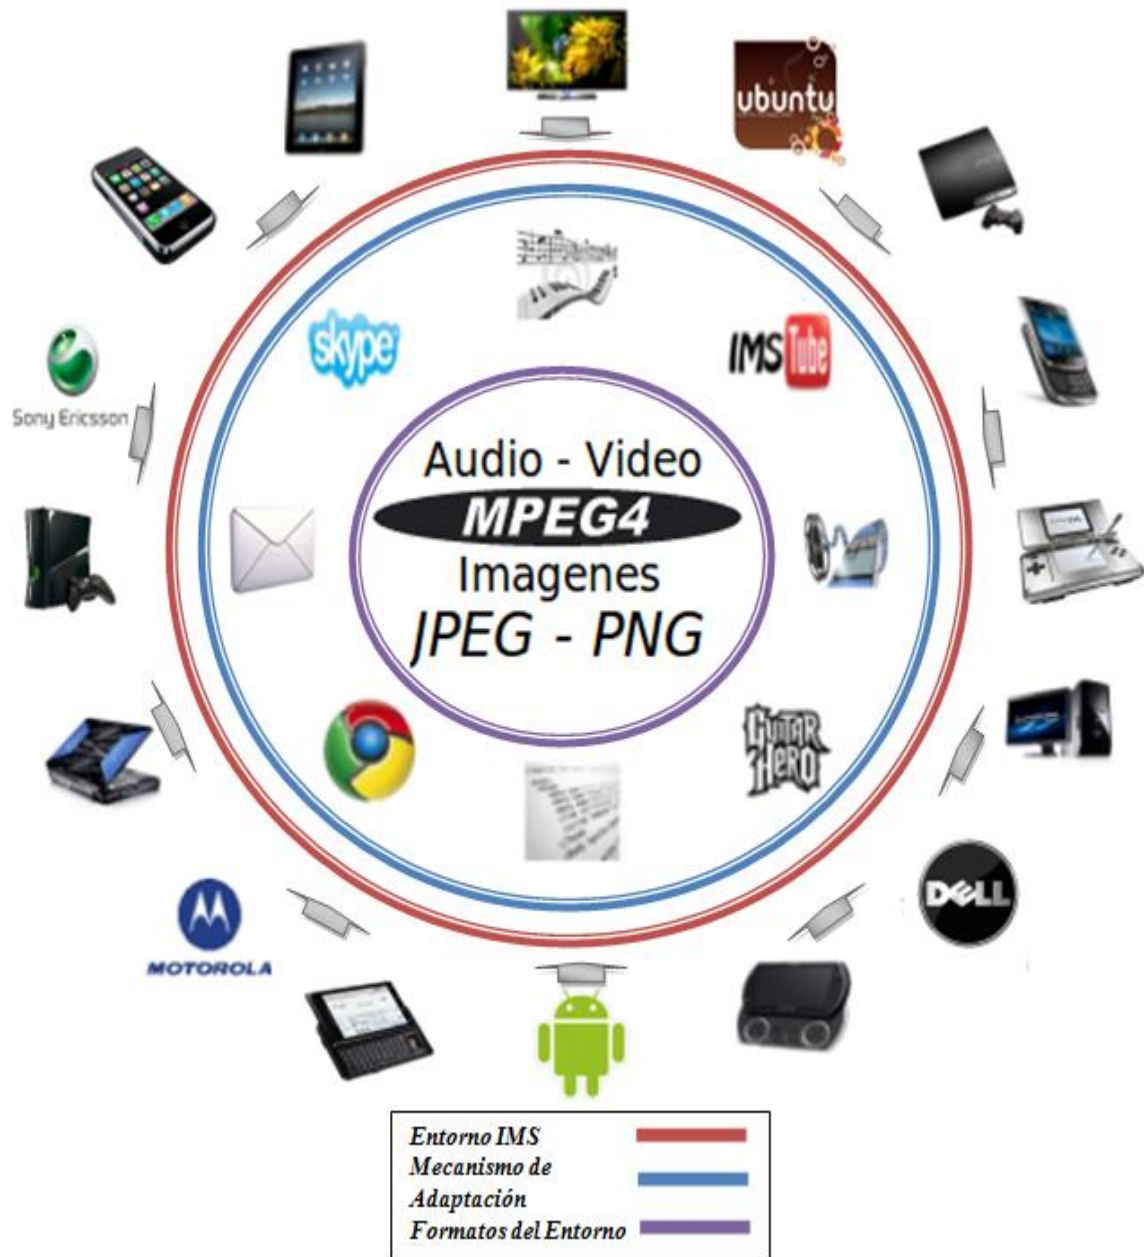 ubuntu
skype
IMS Tube
Sony Ericsson
Audio - Video
MPEG4
Imagenes
JPEG - PNG
GUITAR
HERO
DELL
MOTOROLA
Entorno IMS
Mecanismo de
Adaptación
Formatos del Entorno